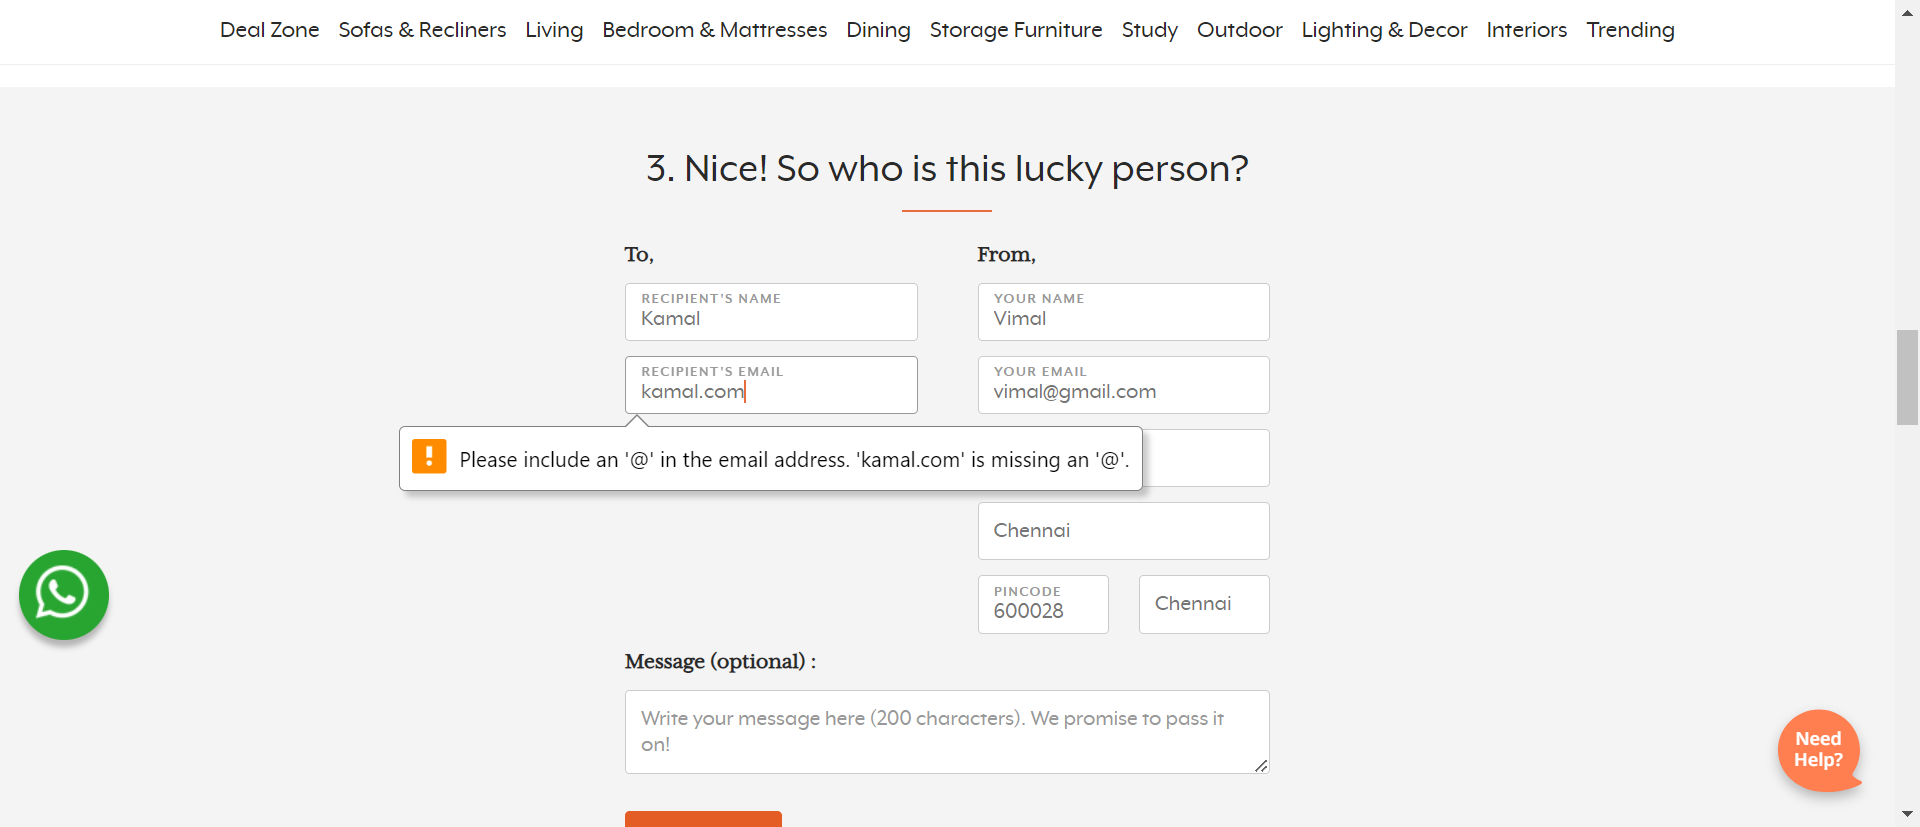 Deal Zone Sofas & Recliners Living Bedroom & Mattresses Dining Storage Furniture Study Outdoor Lighting & Decor Interiors Trending
3. Nice! So who is this lucky person?
To,
From,
RECIPIENT'S NAME
Kamal
YOUR NAME
Vimal
RECIPIENT'S EMAIL
kamal.com
YOUR EMAIL
vimal@gmail.com
Please include an '@' in the email address. 'kamal.com' is missing an '@'.
Chennai
PINCODE
600028
Chennai
Message (optional) :
Write your message here (200 characters). We promise to pass it
on!
Need
Help?